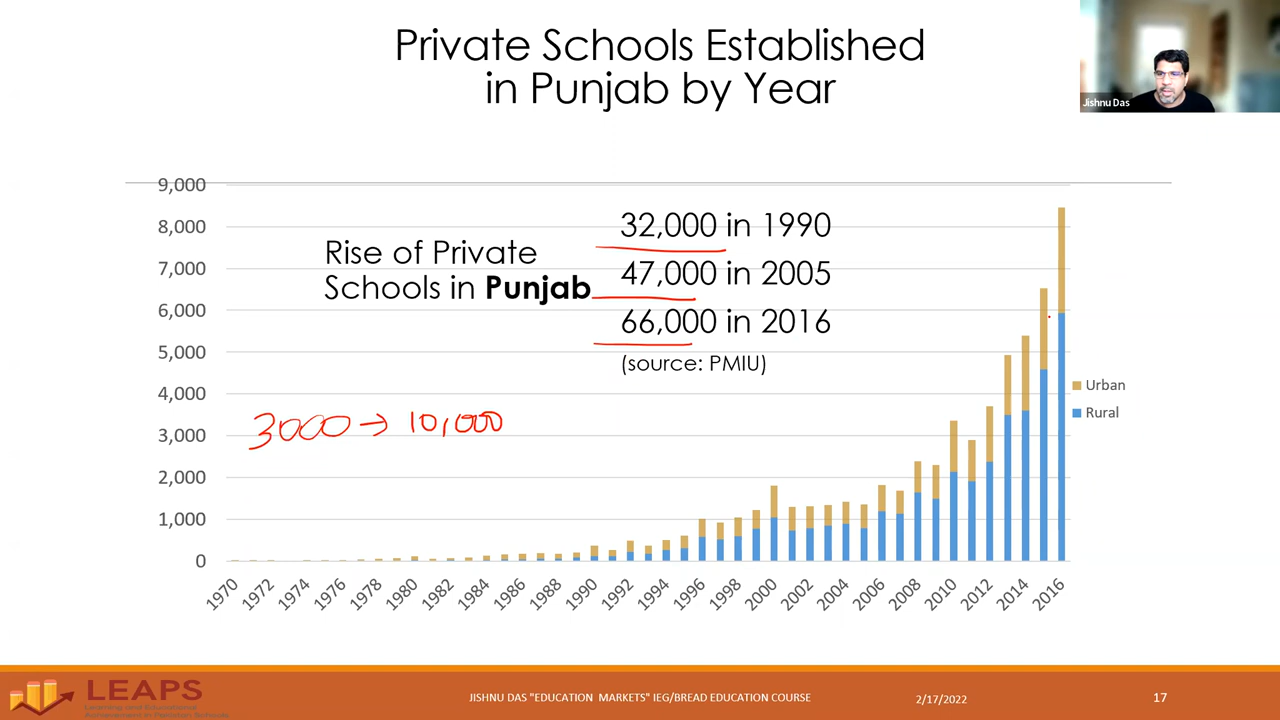 Private Schools Established
in Punjab by Year
Jishnu Das
9,000
8,000
7,000
6,000
5,000
4,000
3,000
2,000
1,000
0
Rise of Private
Schools in Punjab
32,000 in 1990
47,000 in 2005
66,000 in 2016
(source: PMIU)
3000 → 10,000
Urban
Rural
1970
1972
1974
1976
1978
1980
1982
1984
1986
1988
1990
1992
1994
1996
1998
2000
2002
2004
2006
2008
2010
2012
2014
2016
LEAPS
Learning and Educational
Achievement in Pakistan Schools
JISHNU DAS "EDUCATION MARKETS" IEG/BREAD EDUCATION COURSE
2/17/2022
17